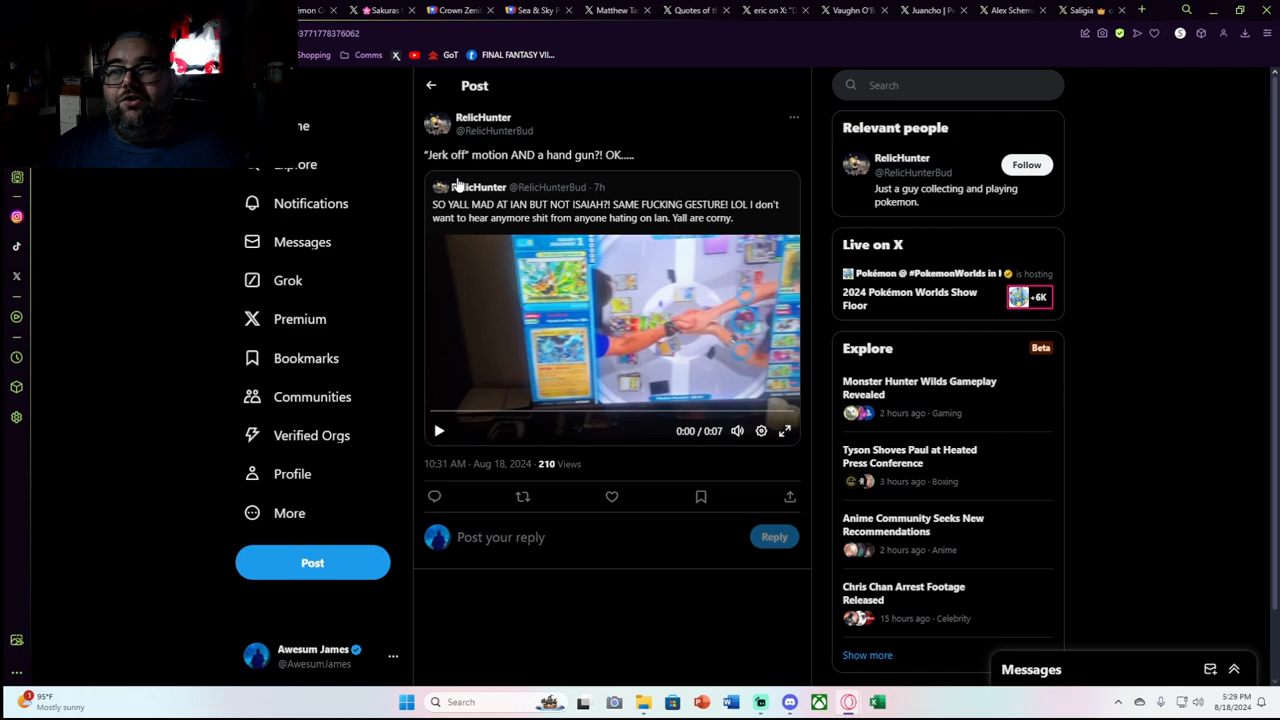 émon C
Sakuras
Crown Zeni
Sea & Sky P
Matthew Ta
Quotes of th
eric on X: "D
Vaughn O'B
Juancho | P
Alex Schema
Saligia
93771778376062
Shopping
Comms
GoT
FINAL FANTASY VII...
Post
Search
RelicHunter
@RelicHunterBud
“Jerk off” motion AND a hand gun?! OK.....
RelicHunter @RelicHunterBud · 7h
SO YALL MAD AT IAN BUT NOT ISAIAH?! SAME FUCKING GESTURE! LOL I don’t
want to hear anymore shit from anyone hating on Ian. Yall are corny.
0:00 / 0:07
10:31 AM · Aug 18, 2024 · 210 Views
Post your reply
Reply
me
Explore
Notifications
Messages
Grok
Premium
Bookmarks
Communities
Verified Orgs
Profile
More
Post
Awesum James
@AwesumJames
Relevant people
RelicHunter
@RelicHunterBud
Follow
Just a guy collecting and playing
pokemon.
Live on X
Pokémon @ #PokemonWorlds in H is hosting
2024 Pokémon Worlds Show
Floor
+6K
Explore
Beta
Monster Hunter Wilds Gameplay
Revealed
2 hours ago · Gaming
Tyson Shoves Paul at Heated
Press Conference
3 hours ago · Boxing
Anime Community Seeks New
Recommendations
2 hours ago · Anime
Chris Chan Arrest Footage
Released
15 hours ago · Celebrity
Show more
Messages
1
95°F
Mostly sunny
Search
5:29 PM
8/18/2024